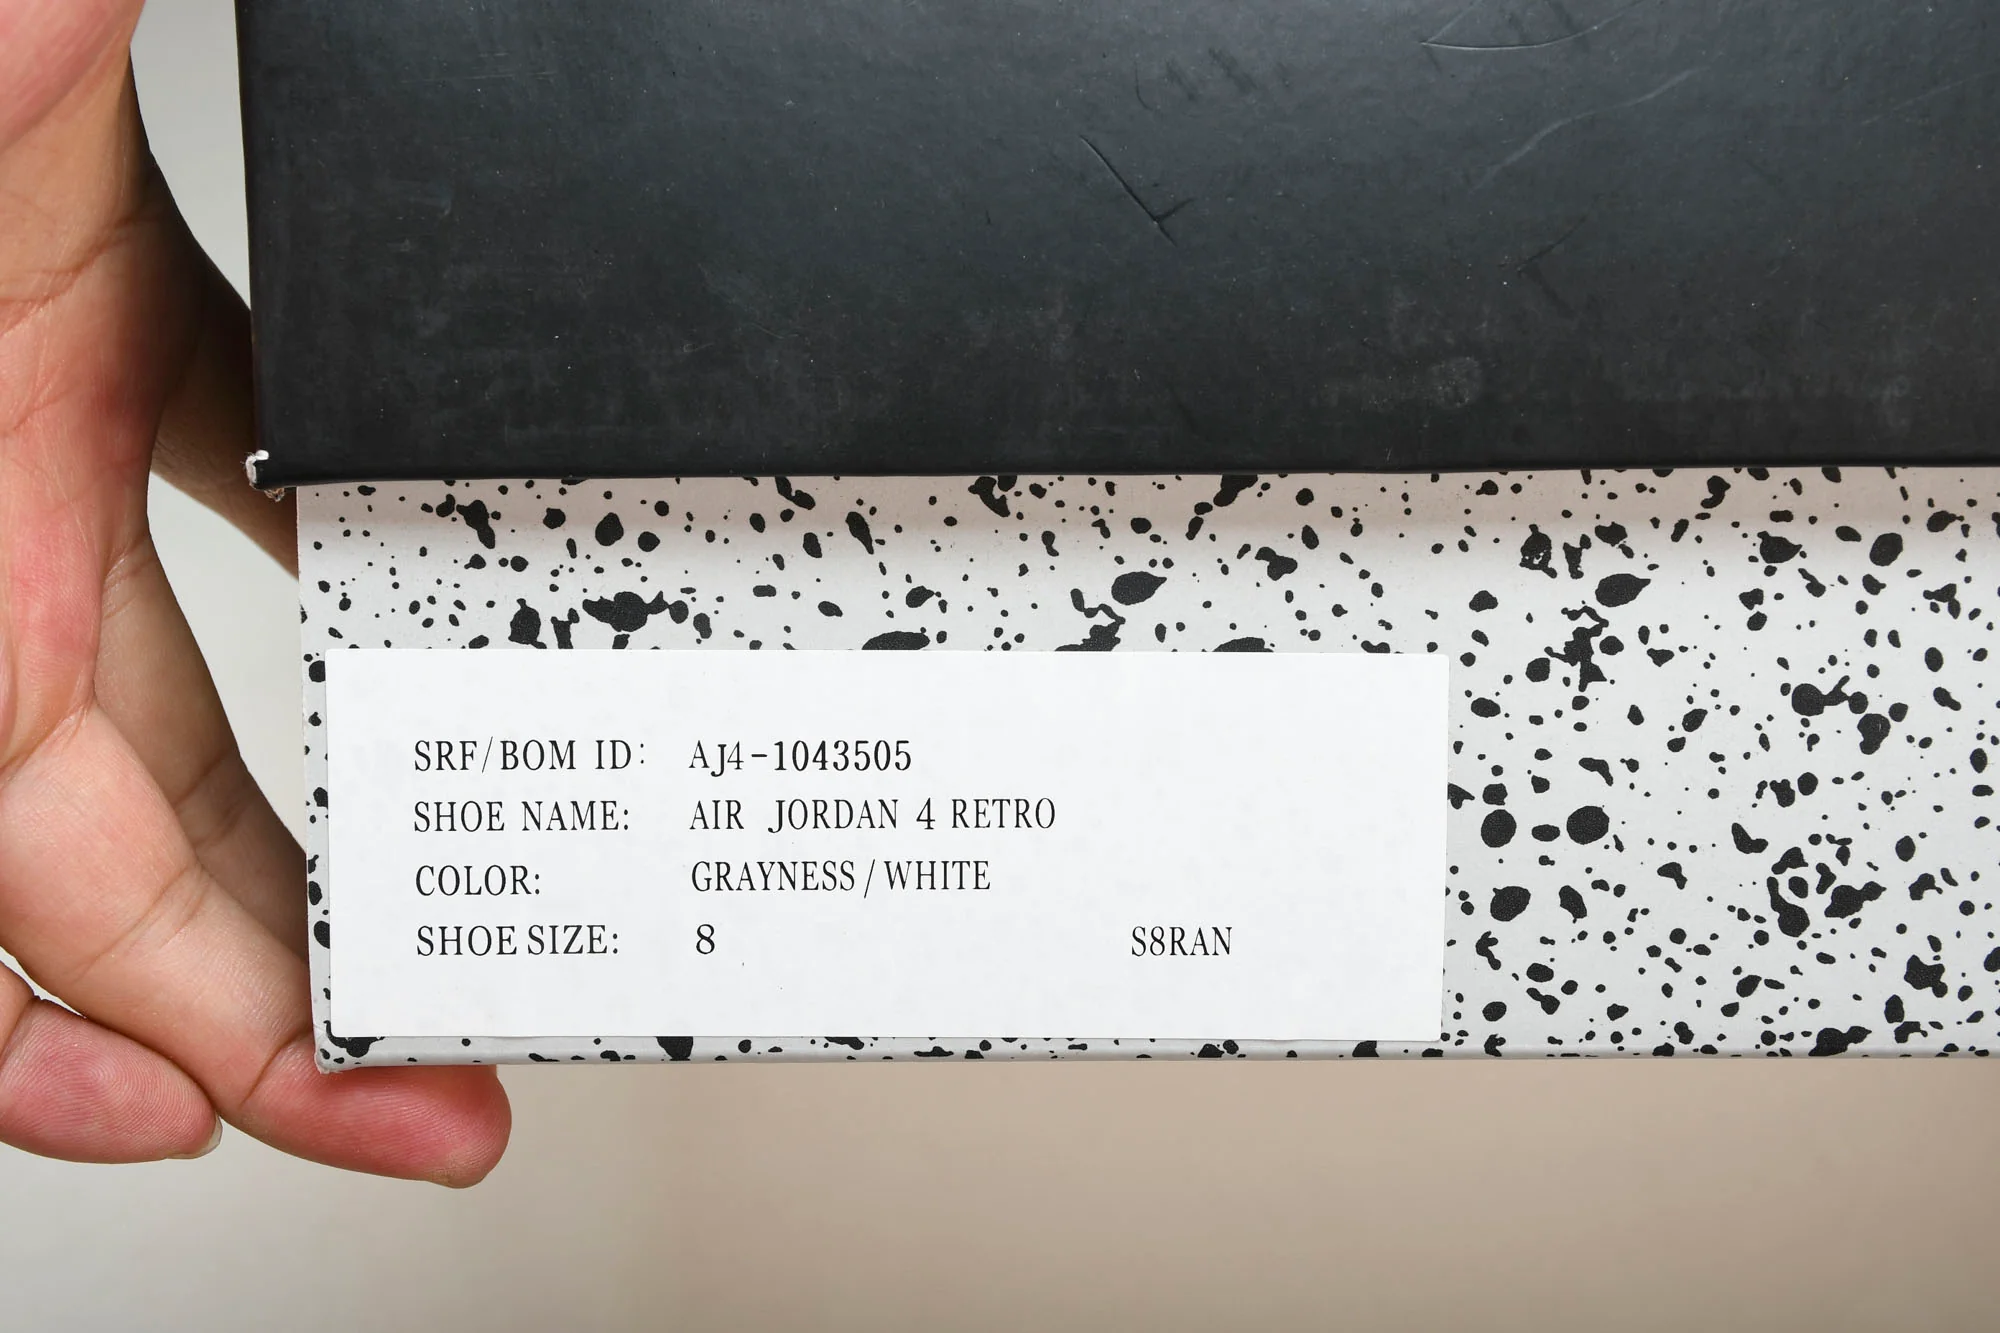 SRF/BOM ID: AJ4-1043505
SHOE NAME: AIR JORDAN 4 RETRO
COLOR: GRAYNESS/WHITE
SHOE SIZE: 8 S8RAN